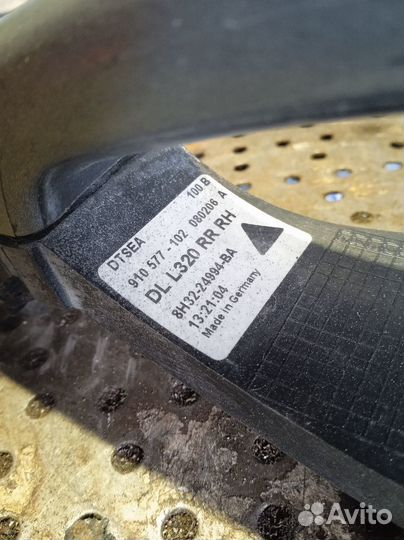 DTSEA 100 B
910 577 - 102 080206 A
DL L320 RR RH
8H32-24994-BA
13:21:04
Made in Germany
Avito